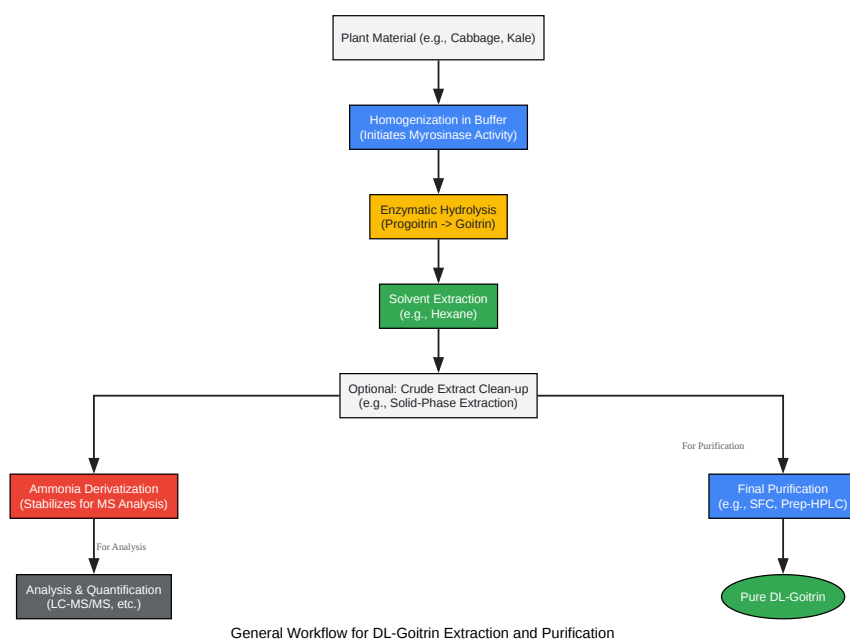 Plant Material (e.g., Cabbage, Kale)
Homogenization in Buffer
(Initiates Myrosinase Activity)
Enzymatic Hydrolysis
(Progoitrin -> Goitrin)
Solvent Extraction
(e.g., Hexane)
Optional: Crude Extract Clean-up
(e.g., Solid-Phase Extraction)
For Purification
Ammonia Derivatization
(Stabilizes for MS Analysis)
Final Purification
(e.g., SFC, Prep-HPLC)
For Analysis
Analysis & Quantification
(LC-MS/MS, etc.)
Pure DL-Goitrin
General Workflow for DL-Goitrin Extraction and Purification